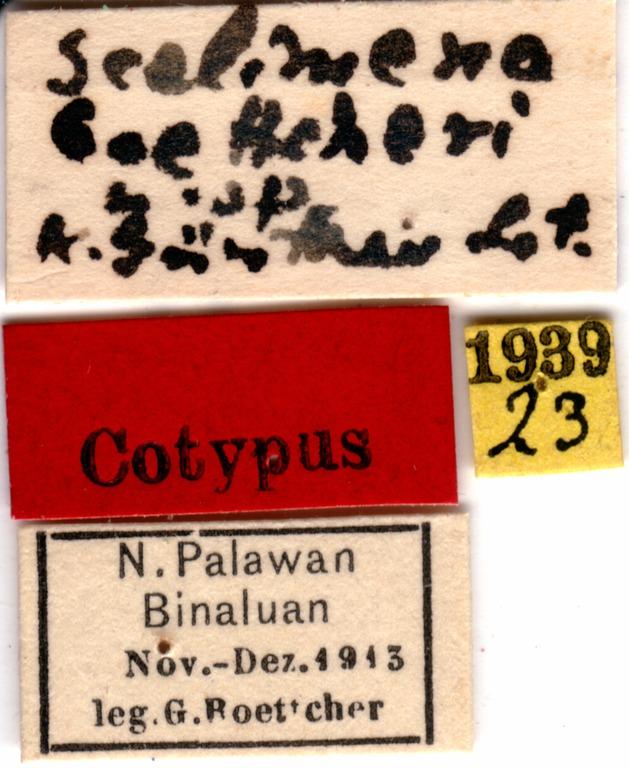 Scelimena
boettcheri
n. sp.
K. Günther det.
Cotypus
1939
23
N. Palawan
Binaluan
Nov.-Dez. 1913
leg. G. Boettcher